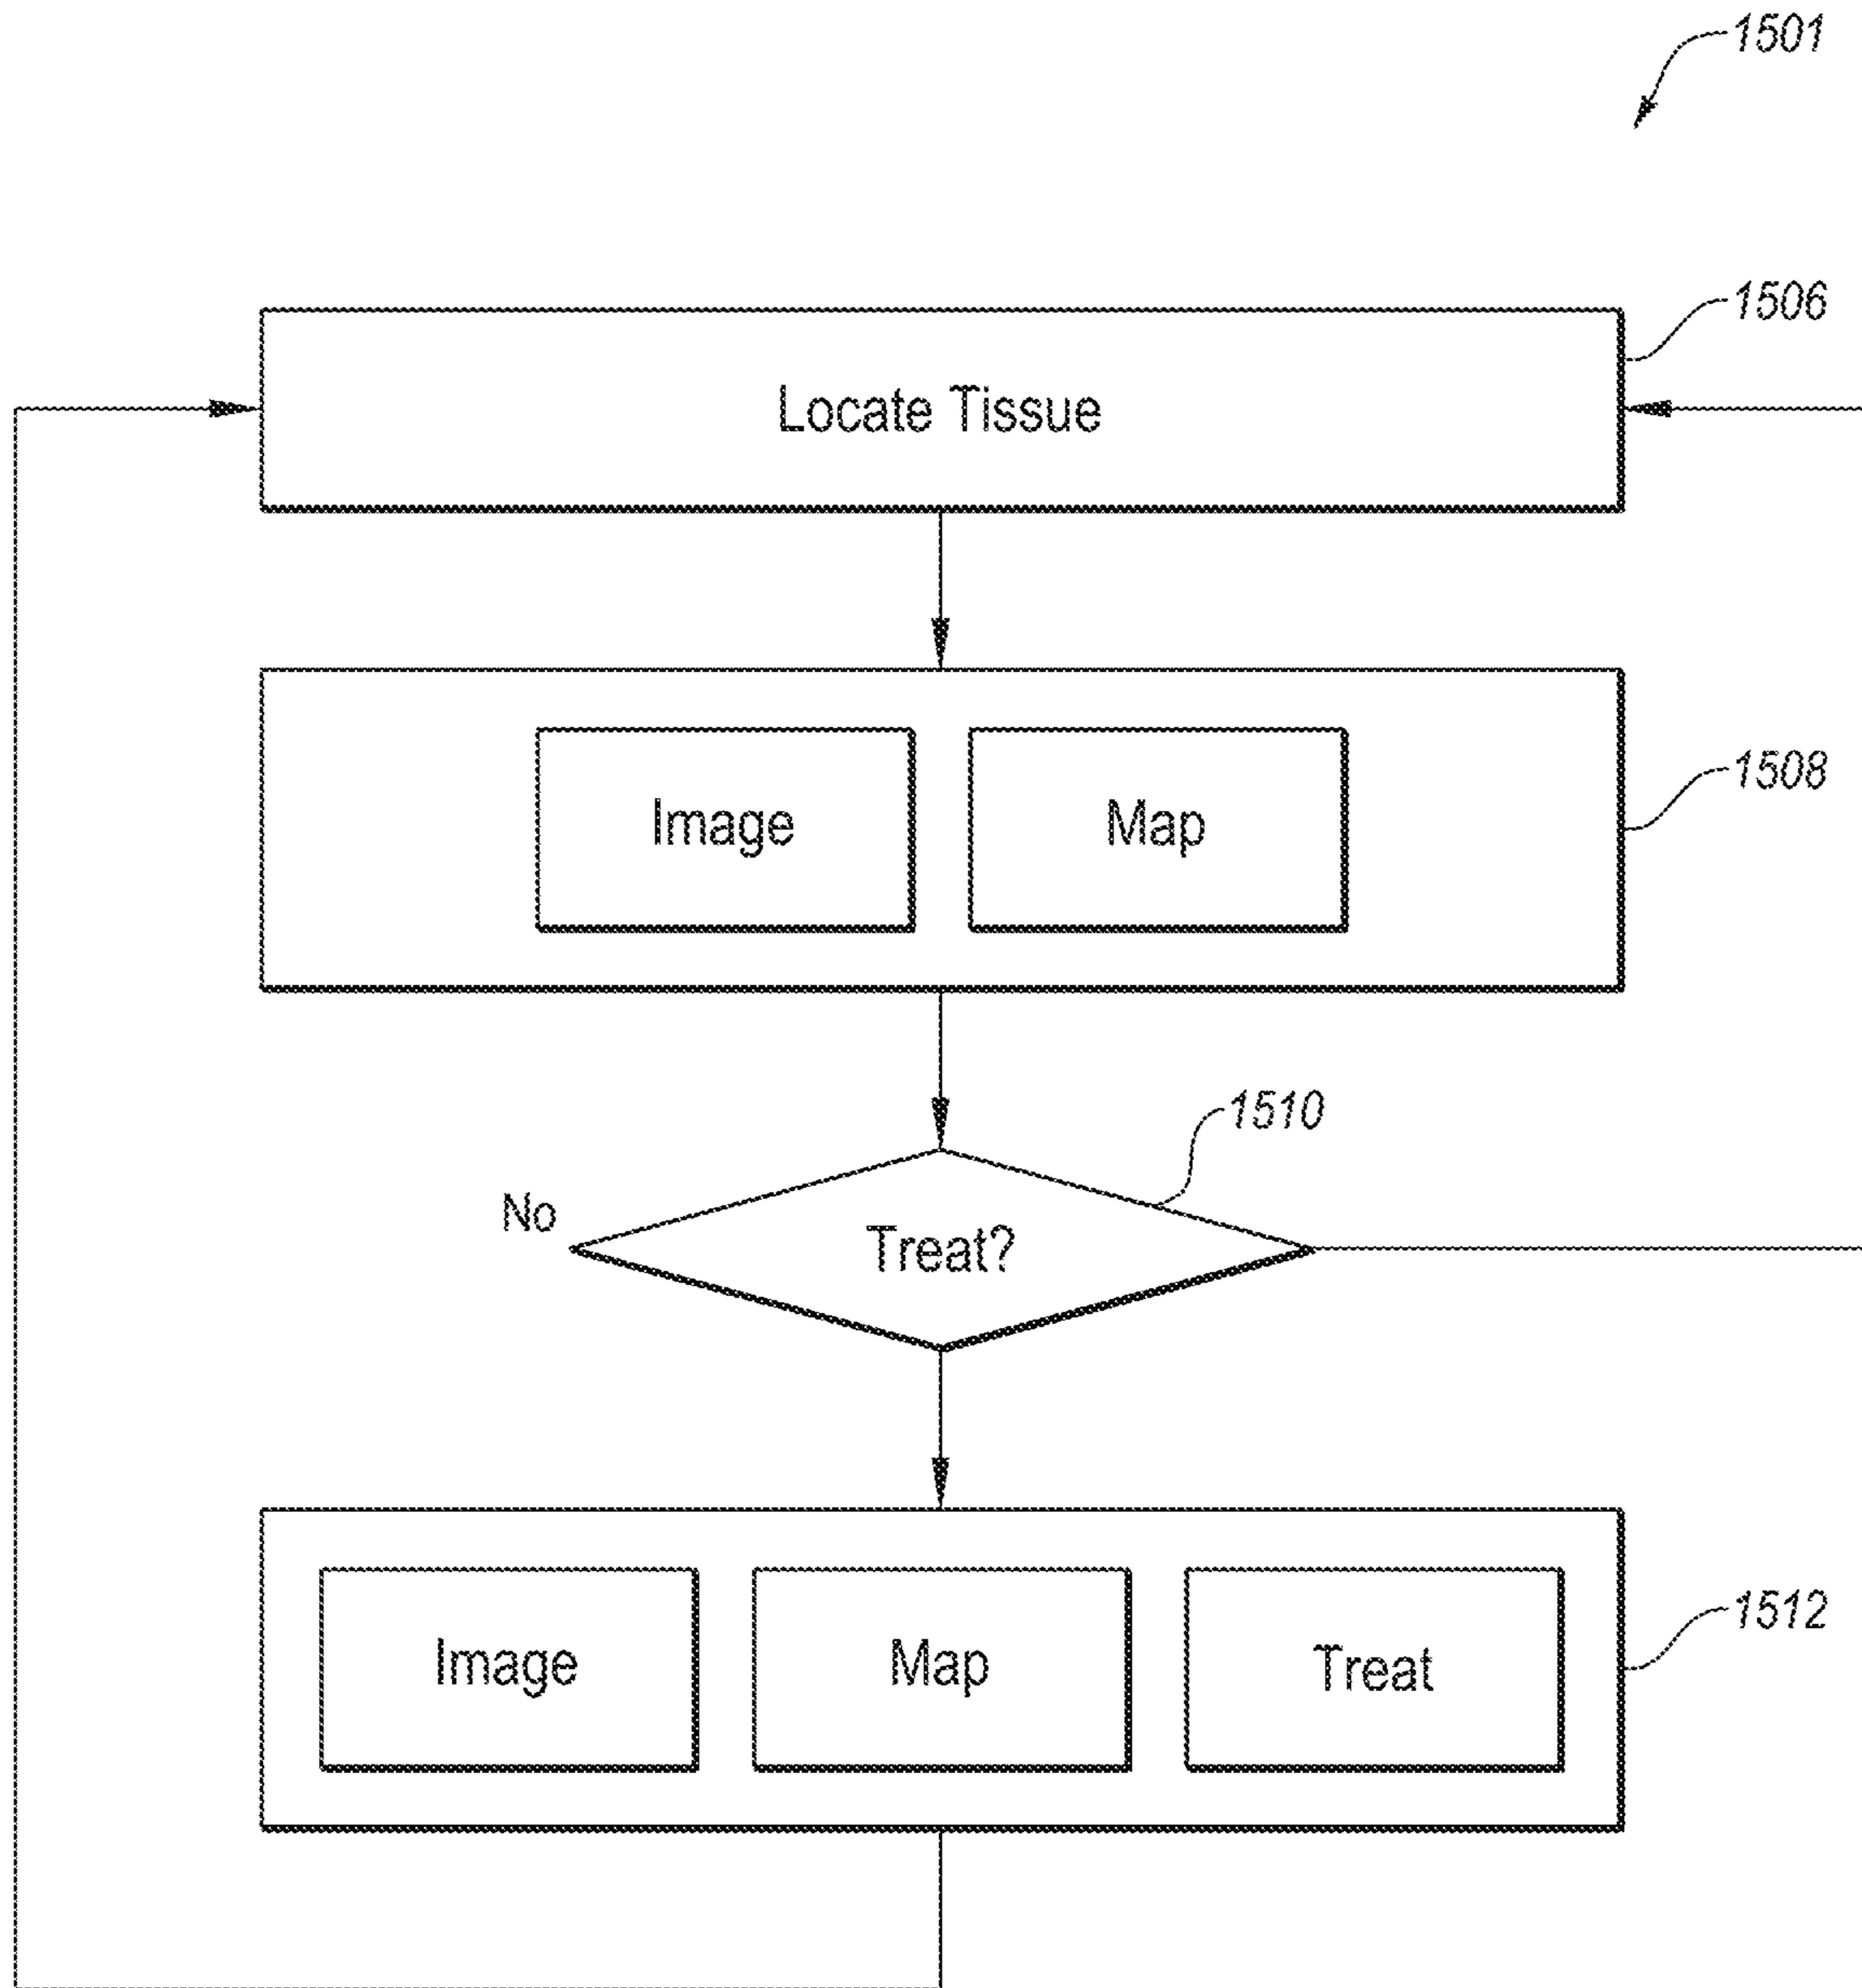 1501
1506
Locate Tissue
1508
Image Map
1510
No
Treat?
1512
Image Map Treat